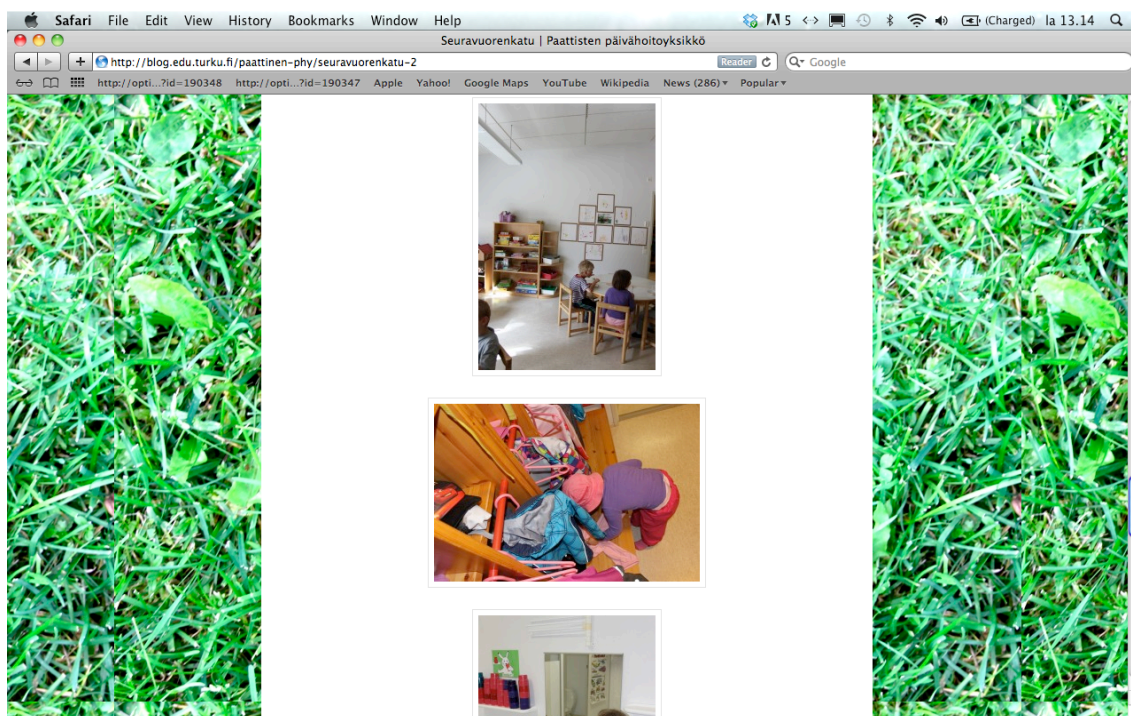 Safari File Edit View History Bookmarks Window Help 5 (Charged) la 13.14
Seuravuorenkatu | Paattisten päivähoitoyksikkö
http://blog.edu.turku.fi/paattinen-phy/seuravuorenkatu-2 Reader Google
http://opti...?id=190348 http://opti...?id=190347 Apple Yahoo! Google Maps YouTube Wikipedia News (286) Popular